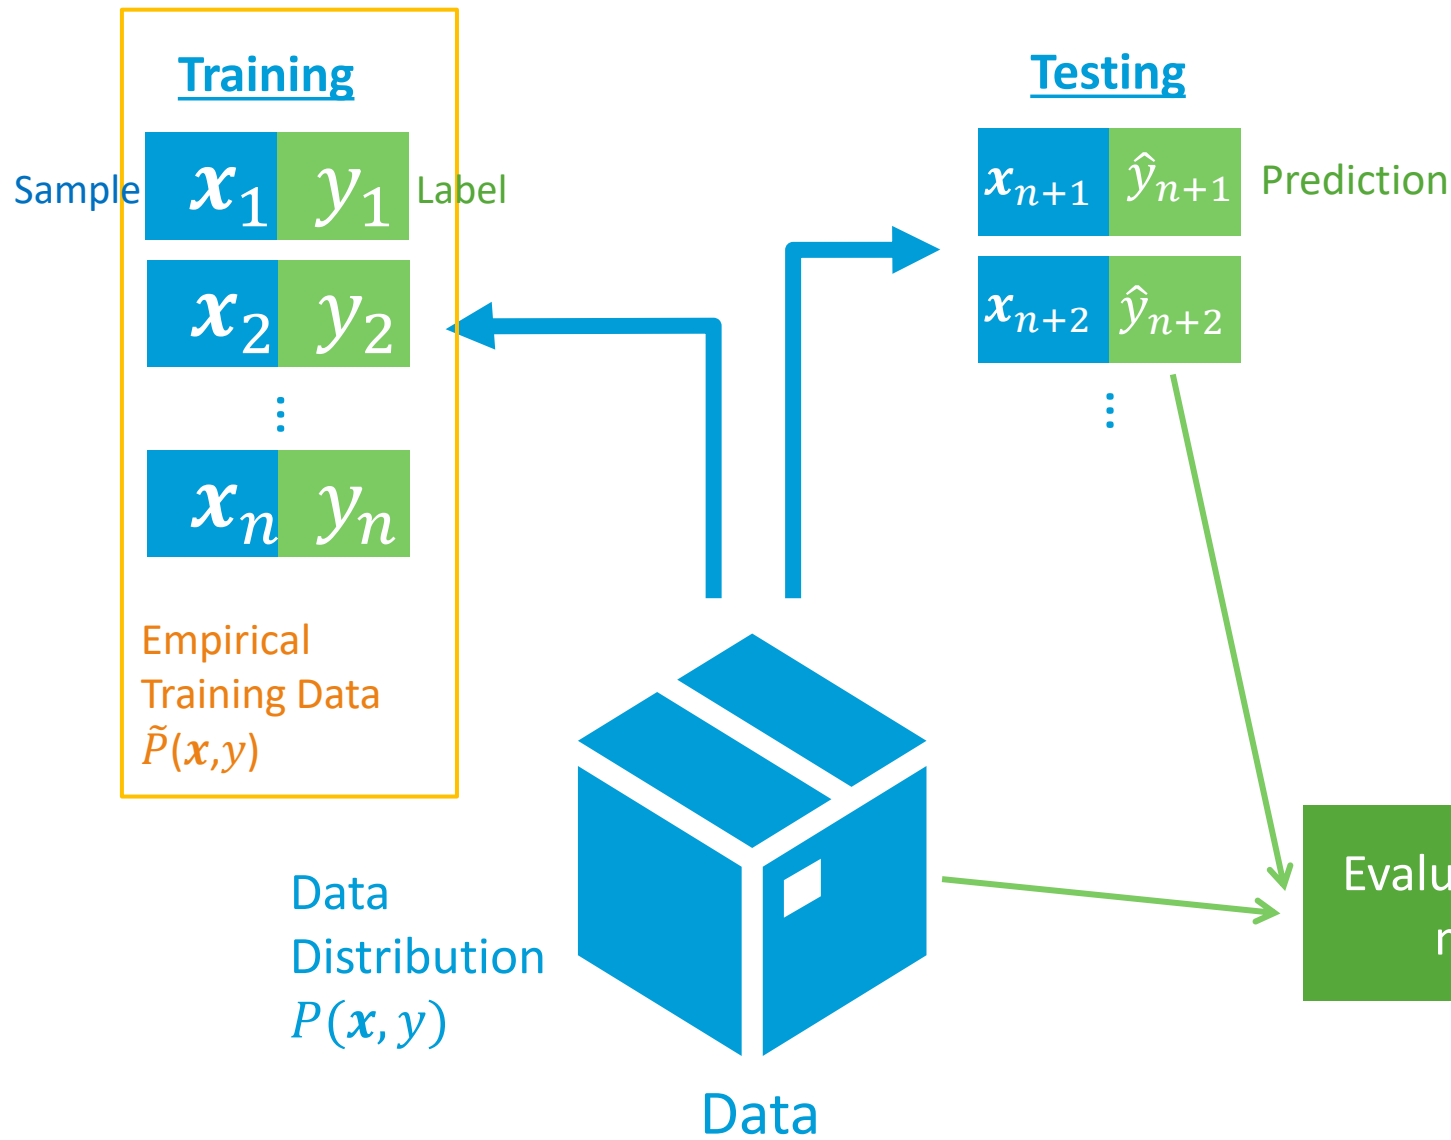 Training
Sample 𝒙₁ y₁ Label
𝒙₂ y₂
⋮
𝒙ₙ yₙ
Empirical
Training Data
P̃(𝒙,y)
Testing
𝒙ₙ₊₁ ŷₙ₊₁ Prediction
𝒙ₙ₊₂ ŷₙ₊₂
⋮
Data
Distribution
P(𝒙, y)
Data